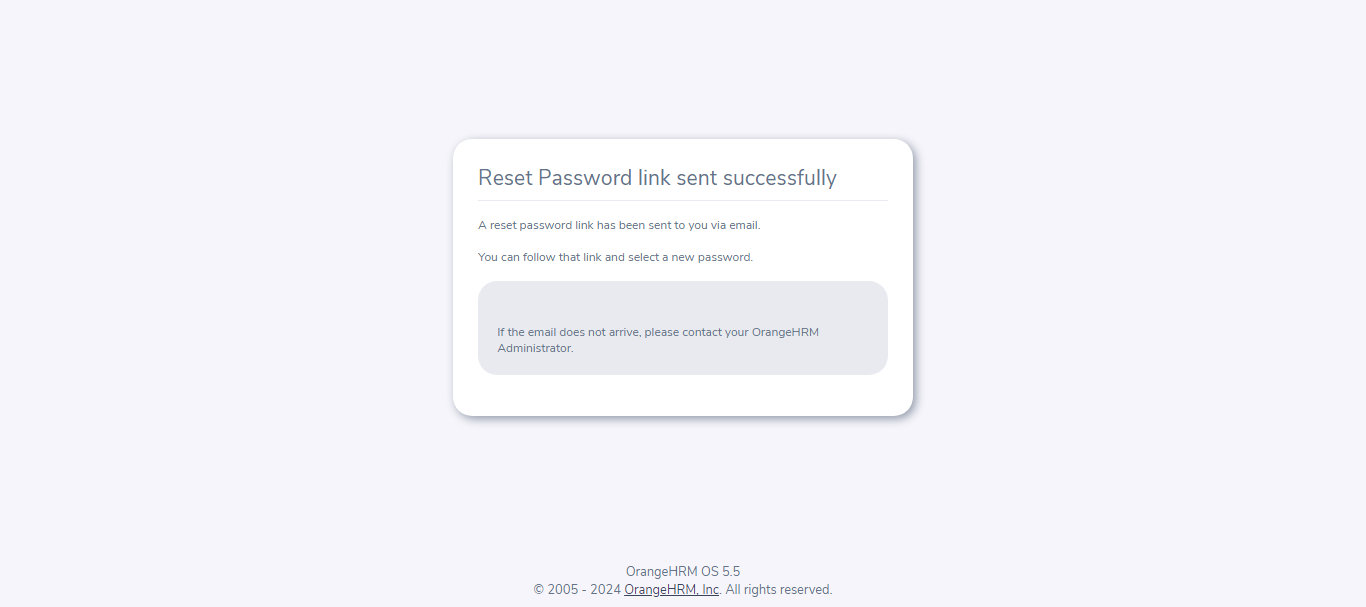 Reset Password link sent successfully
A reset password link has been sent to you via email.
You can follow that link and select a new password.
If the email does not arrive, please contact your OrangeHRM
Administrator.
OrangeHRM OS 5.5
© 2005 - 2024 OrangeHRM, Inc. All rights reserved.